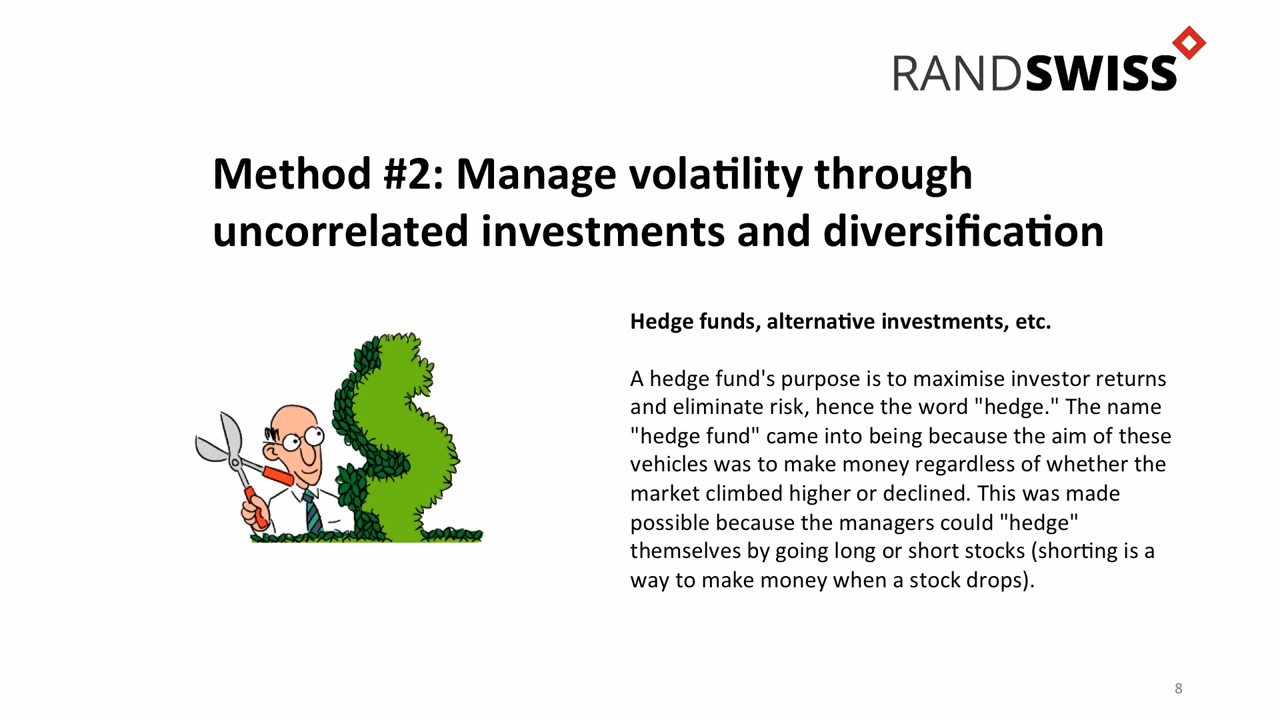 RANDSWISS
Method #2: Manage volatility through
uncorrelated investments and diversification
Hedge funds, alternative investments, etc.
A hedge fund's purpose is to maximise investor returns
and eliminate risk, hence the word "hedge." The name
"hedge fund" came into being because the aim of these
vehicles was to make money regardless of whether the
market climbed higher or declined. This was made
possible because the managers could "hedge"
themselves by going long or short stocks (shorting is a
way to make money when a stock drops).
8